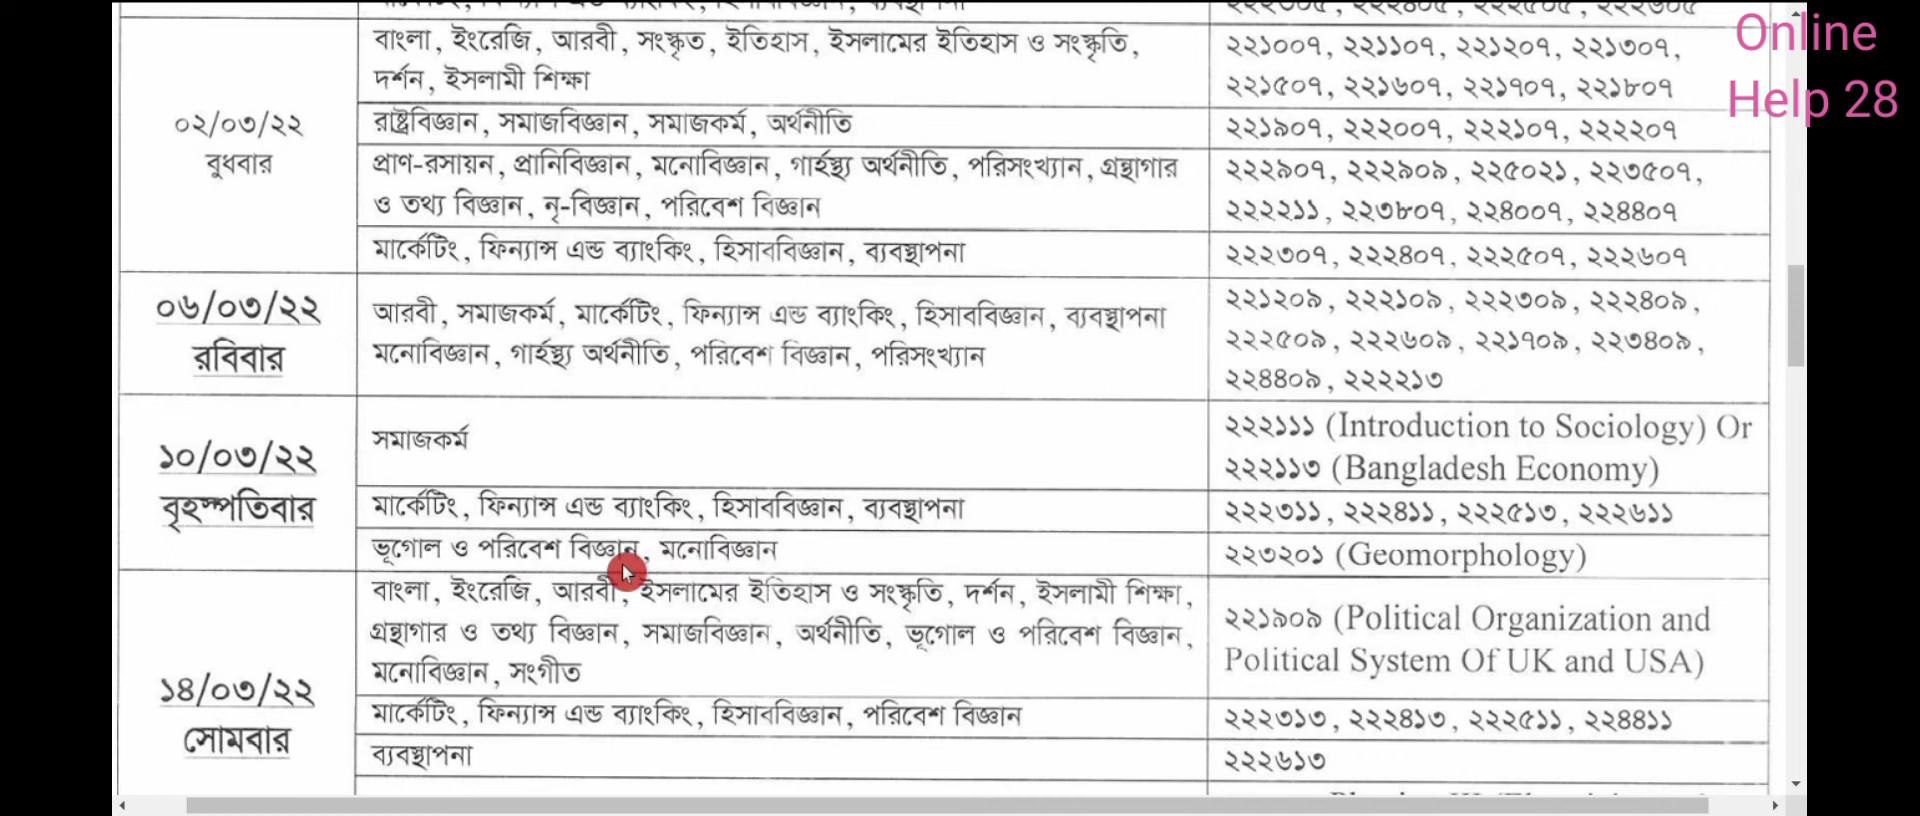 বাংলা, ইংরেজি, আরবী, সংস্কৃত, ইতিহাস, ইসলামের ইতিহাস ও সংস্কৃতি,
দর্শন, ইসলামী শিক্ষা
২২১০০৭, ২২১১০৭, ২২১২০৭, ২২১৩০৭,
২২১৫০৭, ২২১৬০৭, ২২১৭০৭, ২২১৮০৭
Online
Help 28
০২/০৩/২২
বুধবার
রাষ্ট্রবিজ্ঞান, সমাজবিজ্ঞান, সমাজকর্ম, অর্থনীতি
২২১৯০৭, ২২২০০৭, ২২২১০৭, ২২২২০৭
প্রাণ-রসায়ন, প্রানিবিজ্ঞান, মনোবিজ্ঞান, গার্হস্থ্য অর্থনীতি, পরিসংখ্যান, গ্রন্থাগার
ও তথ্য বিজ্ঞান, নৃ-বিজ্ঞান, পরিবেশ বিজ্ঞান
২২২৯০৭, ২২২৯০৯, ২২৫০২১, ২২৩৫০৭,
২২২২১১, ২২৩৮০৭, ২২৪০০৭, ২২৪৪০৭
মার্কেটিং, ফিন্যান্স এন্ড ব্যাংকিং, হিসাববিজ্ঞান, ব্যবস্থাপনা
২২২৩০৭, ২২২৪০৭, ২২২৫০৭, ২২২৬০৭
০৬/০৩/২২
রবিবার
আরবী, সমাজকর্ম, মার্কেটিং, ফিন্যান্স এন্ড ব্যাংকিং, হিসাববিজ্ঞান, ব্যবস্থাপনা
মনোবিজ্ঞান, গার্হস্থ্য অর্থনীতি, পরিবেশ বিজ্ঞান, পরিসংখ্যান
২২১২০৯, ২২২১০৯, ২২২৩০৯, ২২২৪০৯,
২২২৫০৯, ২২২৬০৯, ২২১৭০৯, ২২৩৪০৯,
২২৪৪০৯, ২২২২১৩
১০/০৩/২২
বৃহস্পতিবার
সমাজকর্ম
২২২১১১ (Introduction to Sociology) Or
২২২১১৩ (Bangladesh Economy)
মার্কেটিং, ফিন্যান্স এন্ড ব্যাংকিং, হিসাববিজ্ঞান, ব্যবস্থাপনা
২২২৩১১, ২২২৪১১, ২২২৫১৩, ২২২৬১১
ভূগোল ও পরিবেশ বিজ্ঞান, মনোবিজ্ঞান
২২৩২০১ (Geomorphology)
১৪/০৩/২২
সোমবার
বাংলা, ইংরেজি, আরবী, ইসলামের ইতিহাস ও সংস্কৃতি, দর্শন, ইসলামী শিক্ষা,
গ্রন্থাগার ও তথ্য বিজ্ঞান, সমাজবিজ্ঞান, অর্থনীতি, ভূগোল ও পরিবেশ বিজ্ঞান,
মনোবিজ্ঞান, সংগীত
২২১৯০৯ (Political Organization and
Political System Of UK and USA)
মার্কেটিং, ফিন্যান্স এন্ড ব্যাংকিং, হিসাববিজ্ঞান, পরিবেশ বিজ্ঞান
২২২৩১৩, ২২২৪১৩, ২২২৫১১, ২২৪৪১১
ব্যবস্থাপনা
২২২৬১৩